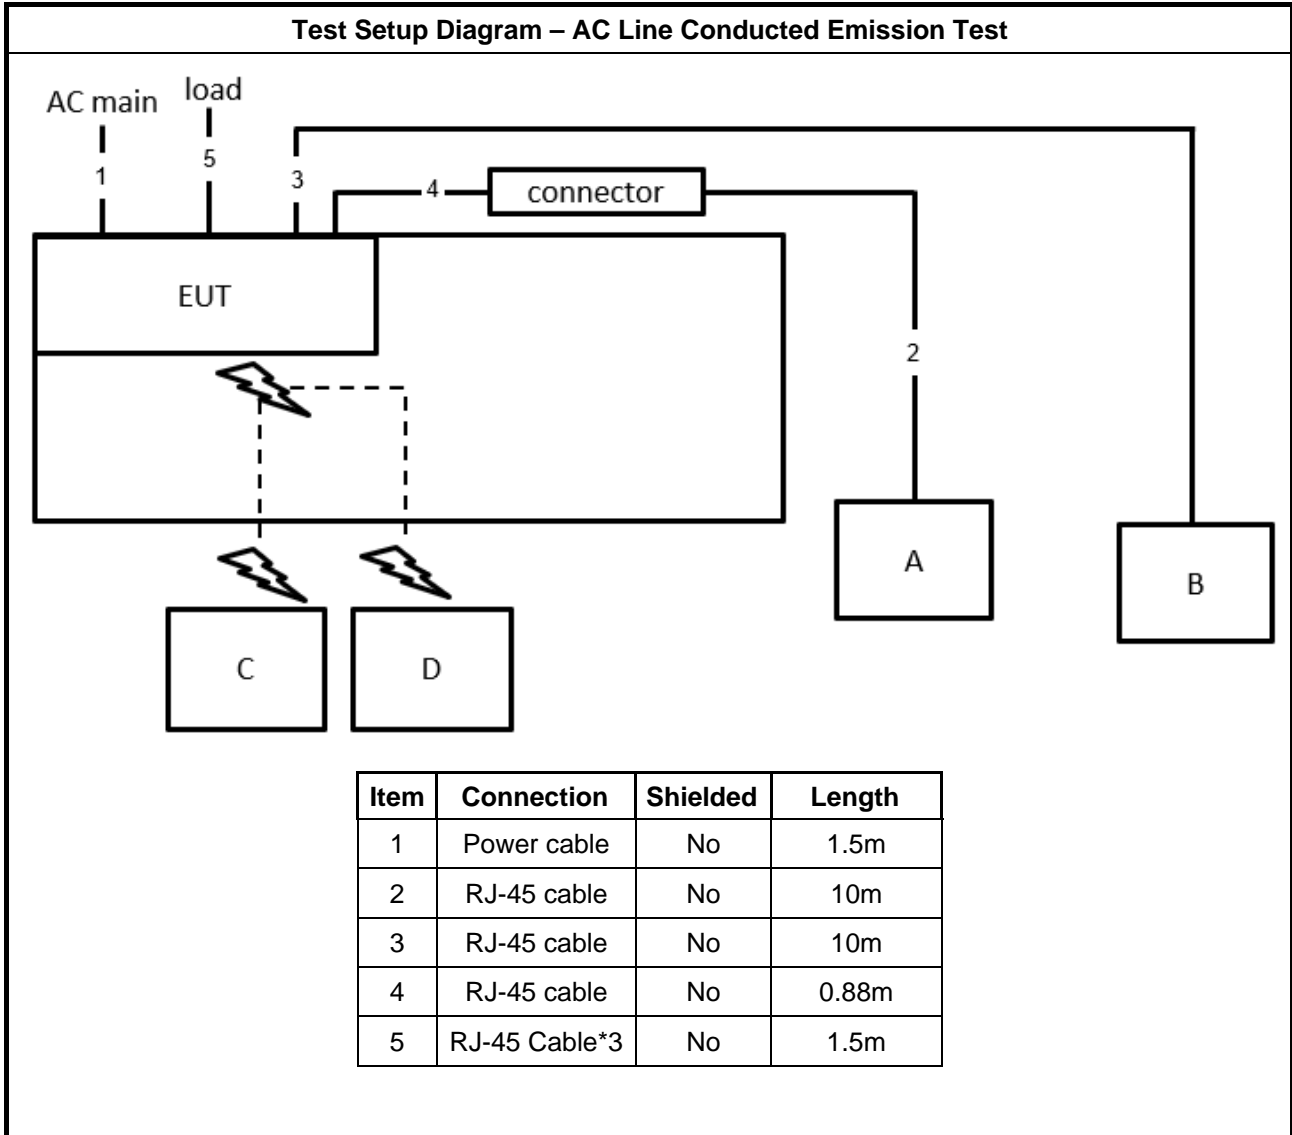 Test Setup Diagram – AC Line Conducted Emission Test
AC main
load
1
5
3
4
connector
EUT
2
A
B
C
D
Item Connection Shielded Length
1 Power cable No 1.5m
2 RJ-45 cable No 10m
3 RJ-45 cable No 10m
4 RJ-45 cable No 0.88m
5 RJ-45 Cable*3 No 1.5m